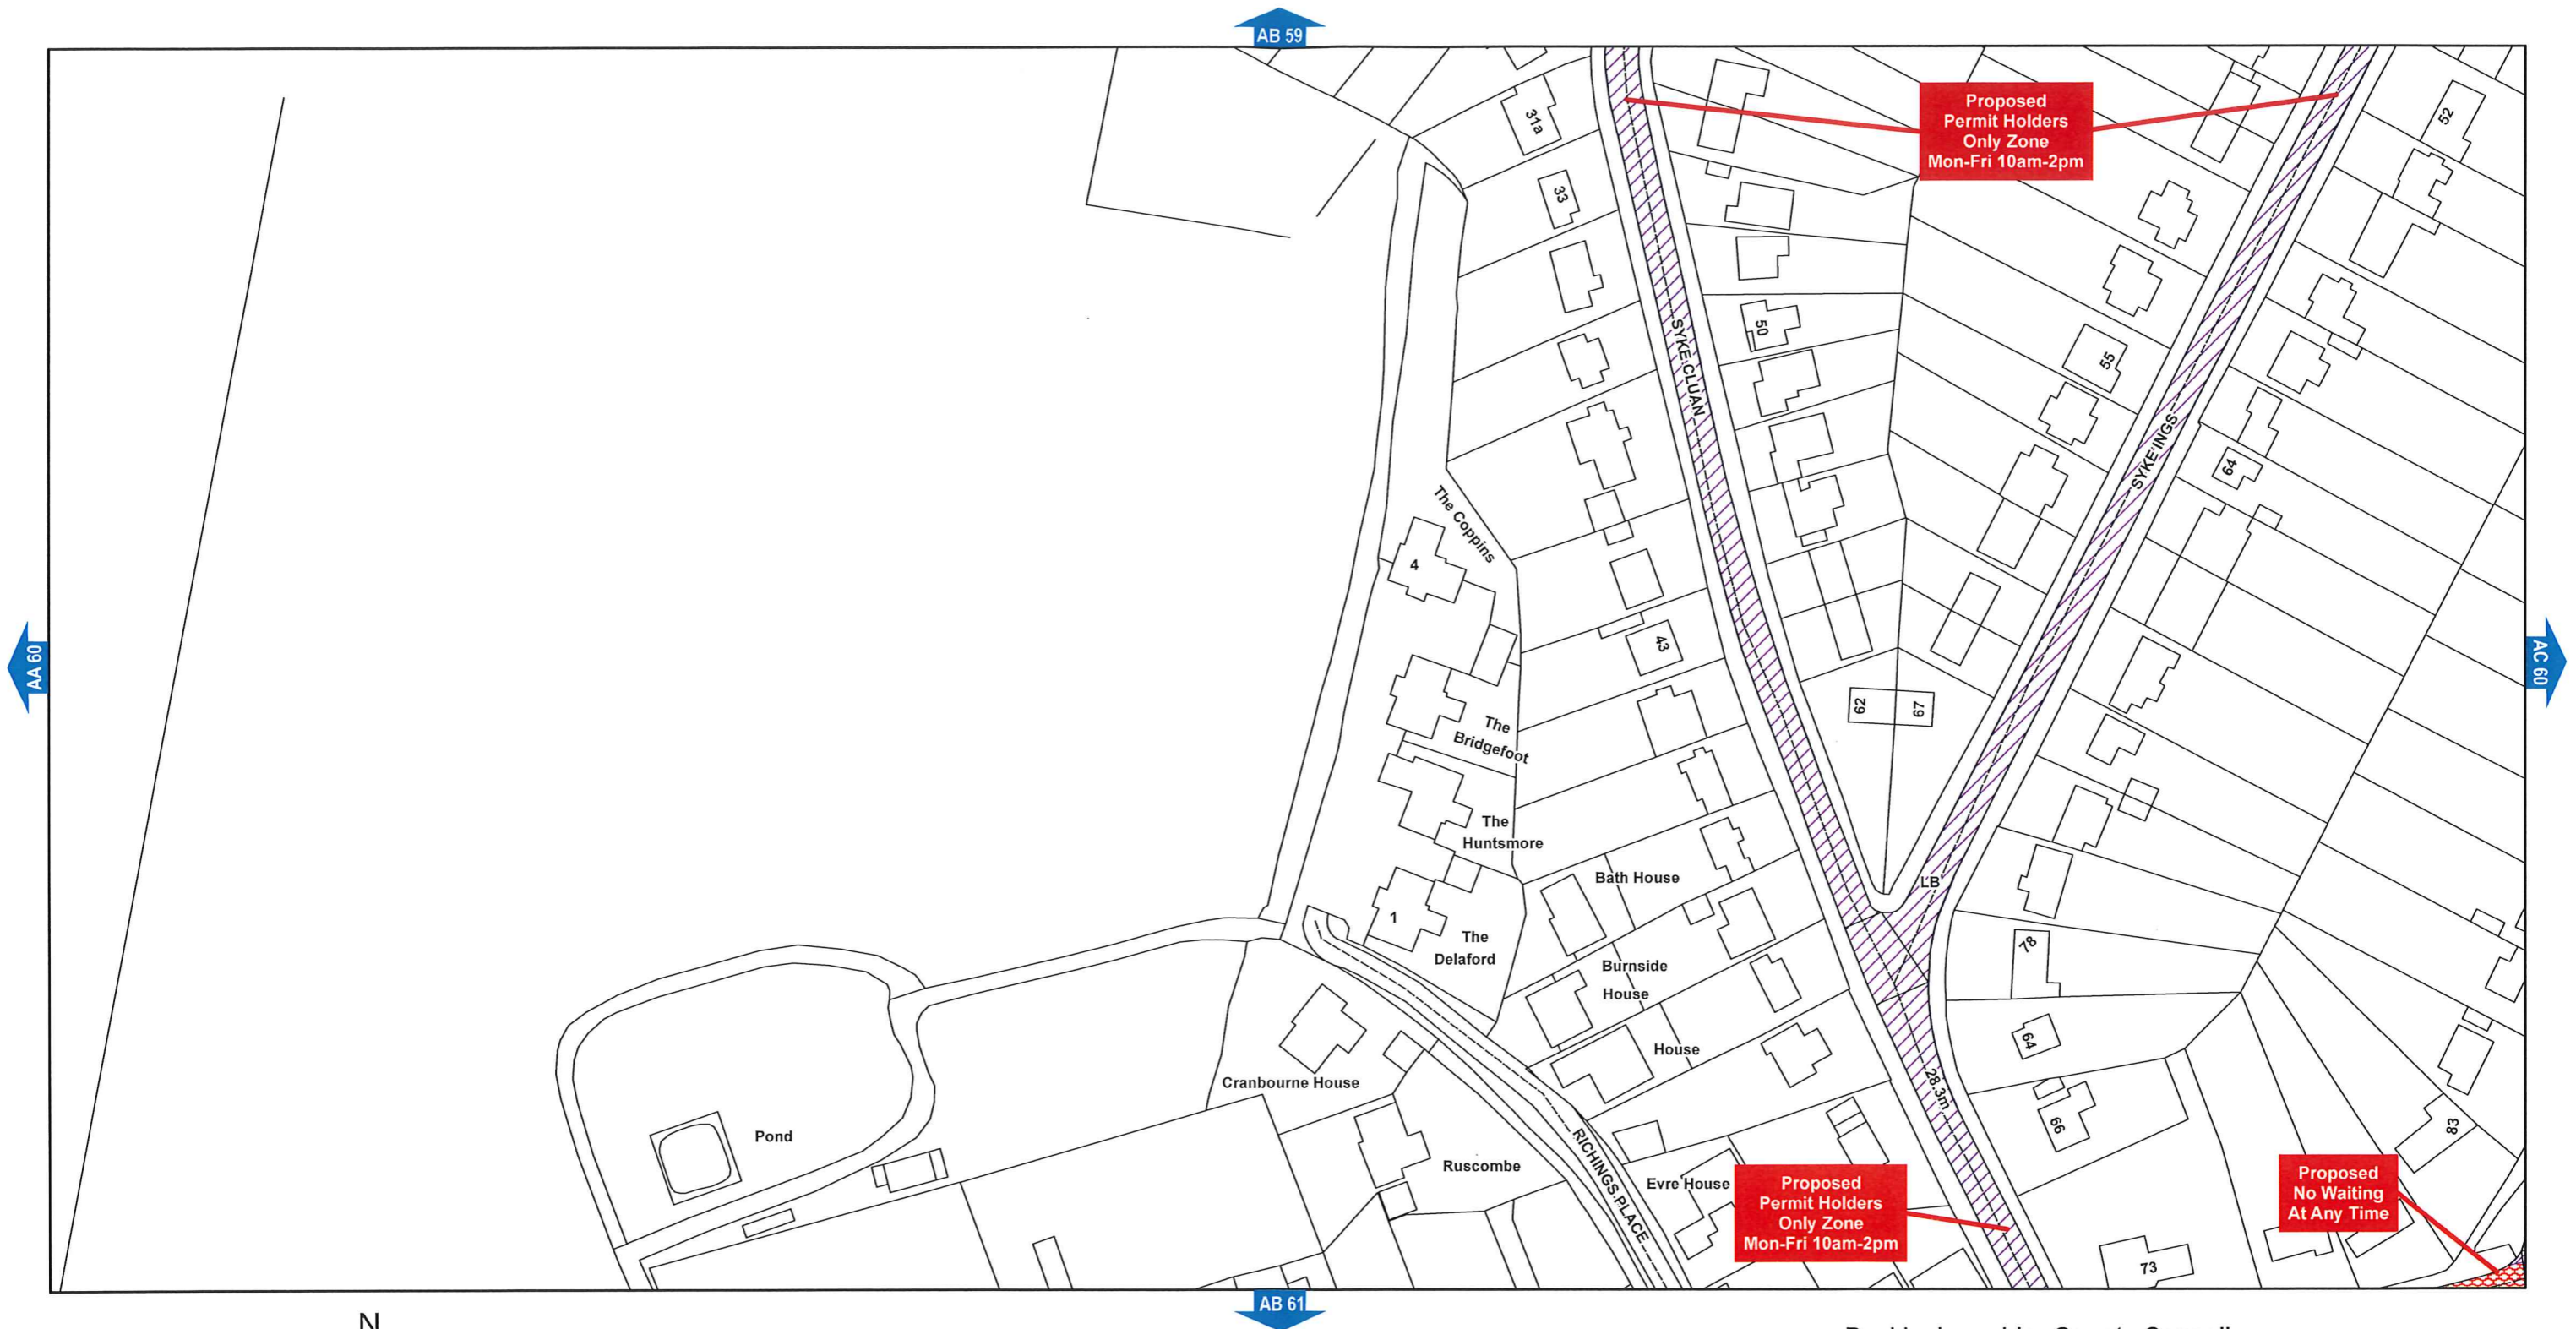 AB 59
Proposed
Permit Holders
Only Zone
Mon-Fri 10am-2pm
52
31a
33
SYKE CLUAN
50
55
SYKE INGS
64
The Coppins
4
43
AA 60
AC 60
62
67
The
Bridgefoot
The
Huntsmore
Bath House
LB
1
The
Delaford
Burnside
House
78
House
64
28.3m
Cranbourne House
66
83
Pond
RICHINGS PLACE
Ruscombe
Evre House
Proposed
Permit Holders
Only Zone
Mon-Fri 10am-2pm
Proposed
No Waiting
At Any Time
73
AB 61
N